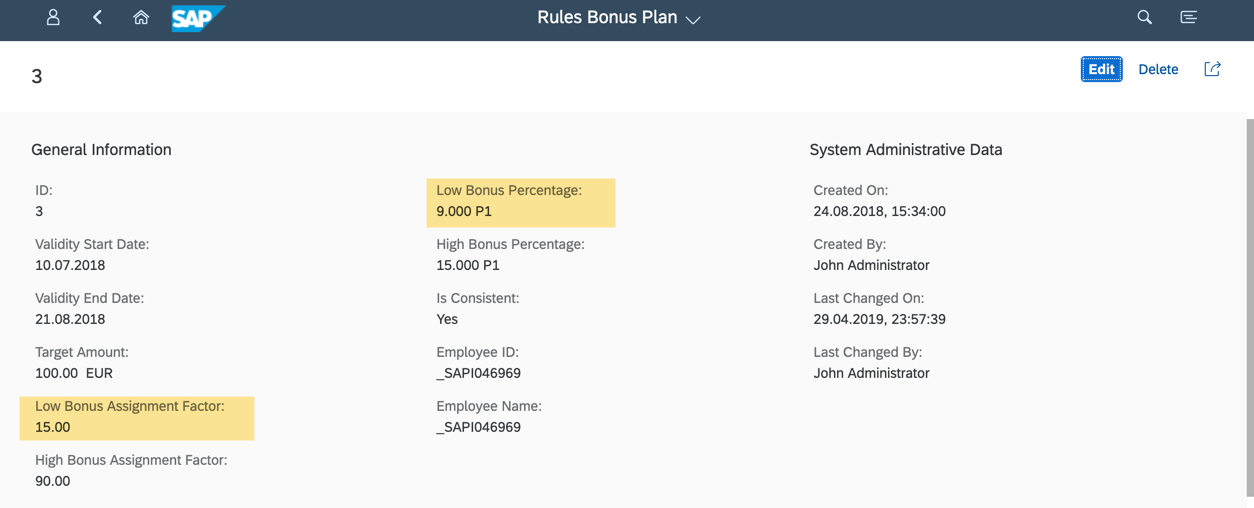 SAP
Rules Bonus Plan
3
Edit
Delete
General Information
ID:
3
Validity Start Date:
10.07.2018
Validity End Date:
21.08.2018
Target Amount:
100.00 EUR
Low Bonus Assignment Factor:
15.00
High Bonus Assignment Factor:
90.00
Low Bonus Percentage:
9.000 P1
High Bonus Percentage:
15.000 P1
Is Consistent:
Yes
Employee ID:
_SAPI046969
Employee Name:
_SAPI046969
System Administrative Data
Created On:
24.08.2018, 15:34:00
Created By:
John Administrator
Last Changed On:
29.04.2019, 23:57:39
Last Changed By:
John Administrator